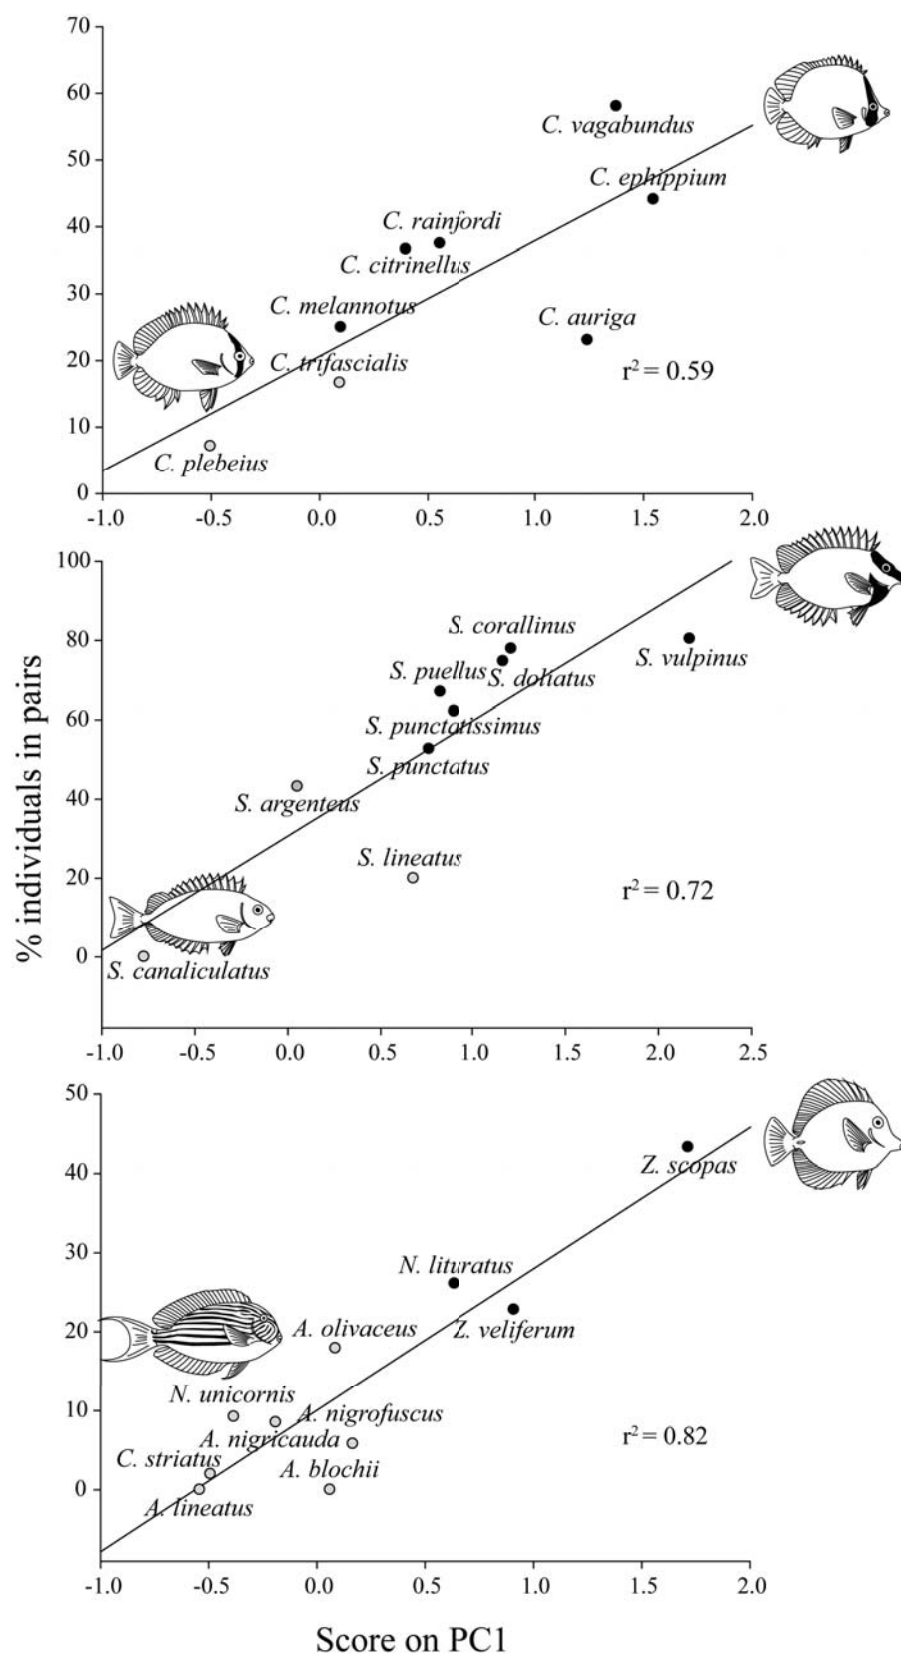 70
60
50
40
30
20
10
0
C. vagabundus
C. ephippium
C. rainfordi
C. citrinellus
C. melannotus
C. auriga
C. trifascialis
r² = 0.59
C. plebeius
-1.0 -0.5 0.0 0.5 1.0 1.5 2.0
% individuals in pairs
100
80
60
40
20
0
S. corallinus
S. vulpinus
S. puellus
S. doliatus
S. punctatissimus
S. punctatus
S. argenteus
S. lineatus
r² = 0.72
S. canaliculatus
-1.0 -0.5 0.0 0.5 1.0 1.5 2.0 2.5
50
40
30
20
10
0
Z. scopas
N. lituratus
Z. veliferum
A. olivaceus
N. unicornis
A. nigrofuscus
A. nigricauda
r² = 0.82
C. striatus
A. blochii
A. lineatus
-1.0 -0.5 0.0 0.5 1.0 1.5 2.0
Score on PC1